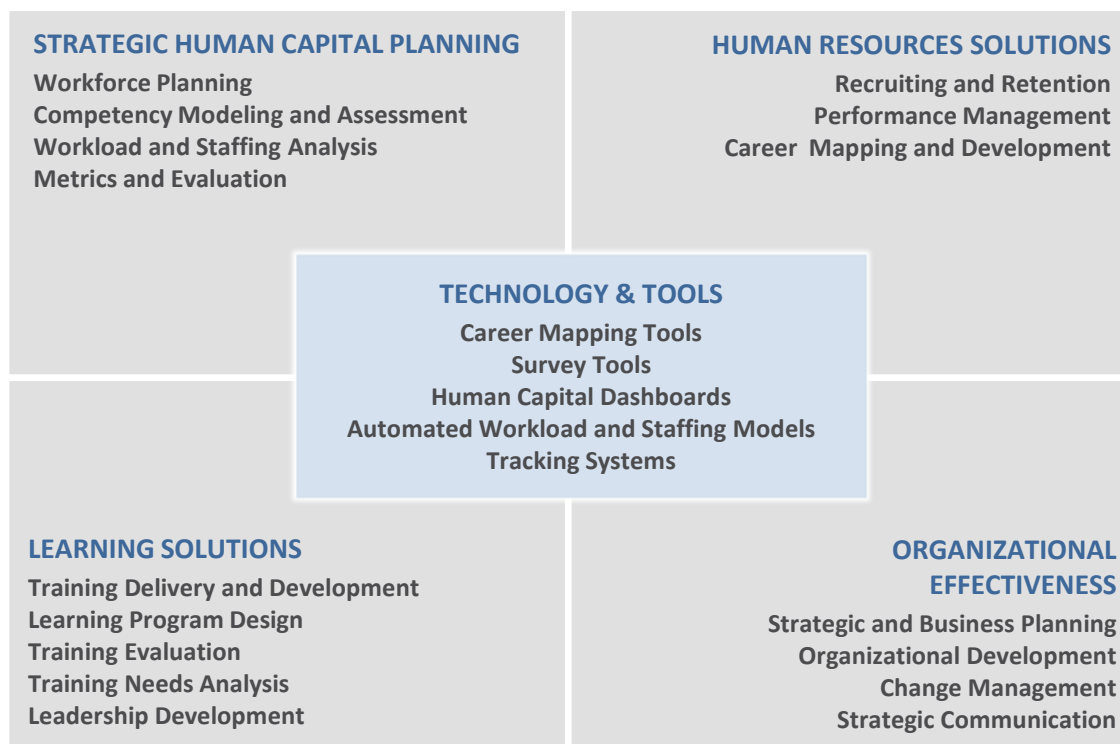 STRATEGIC HUMAN CAPITAL PLANNING
Workforce Planning
Competency Modeling and Assessment
Workload and Staffing Analysis
Metrics and Evaluation
HUMAN RESOURCES SOLUTIONS
Recruiting and Retention
Performance Management
Career Mapping and Development
TECHNOLOGY & TOOLS
Career Mapping Tools
Survey Tools
Human Capital Dashboards
Automated Workload and Staffing Models
Tracking Systems
LEARNING SOLUTIONS
Training Delivery and Development
Learning Program Design
Training Evaluation
Training Needs Analysis
Leadership Development
ORGANIZATIONAL
EFFECTIVENESS
Strategic and Business Planning
Organizational Development
Change Management
Strategic Communication